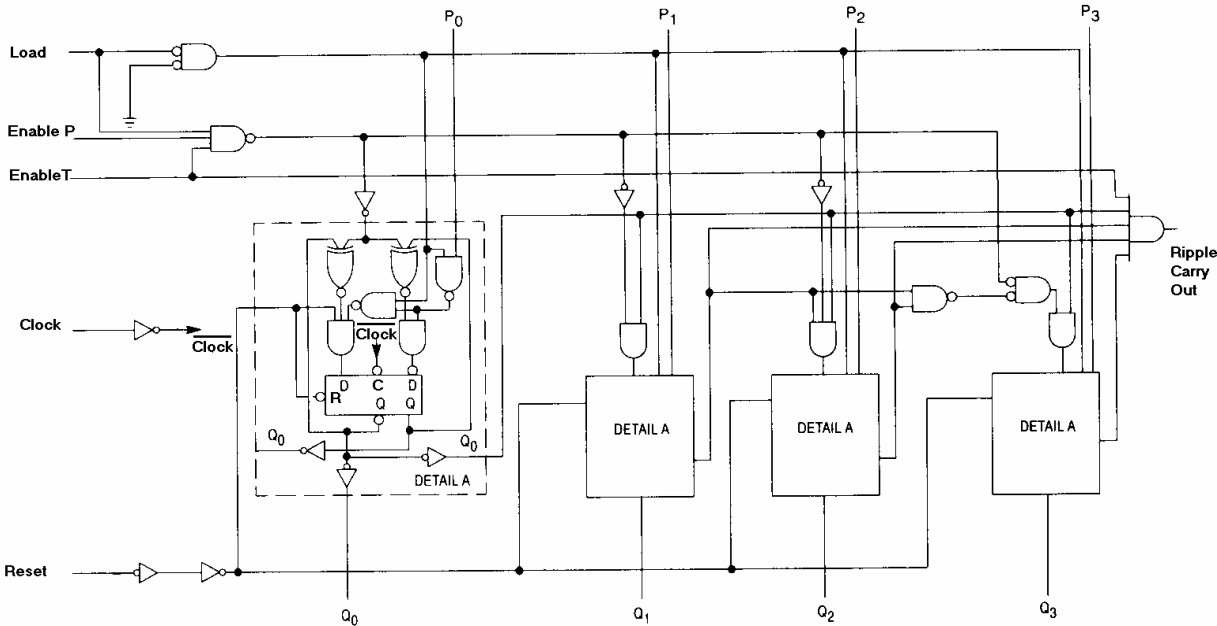 P0
P1
P2
P3
Load
Enable P
EnableT
Ripple
Carry
Out
Clock
Clock
Clock
D
C
D
R
Q
Q
Q0
Q0
DETAIL A
DETAIL A
DETAIL A
DETAIL A
Reset
Q0
Q1
Q2
Q3